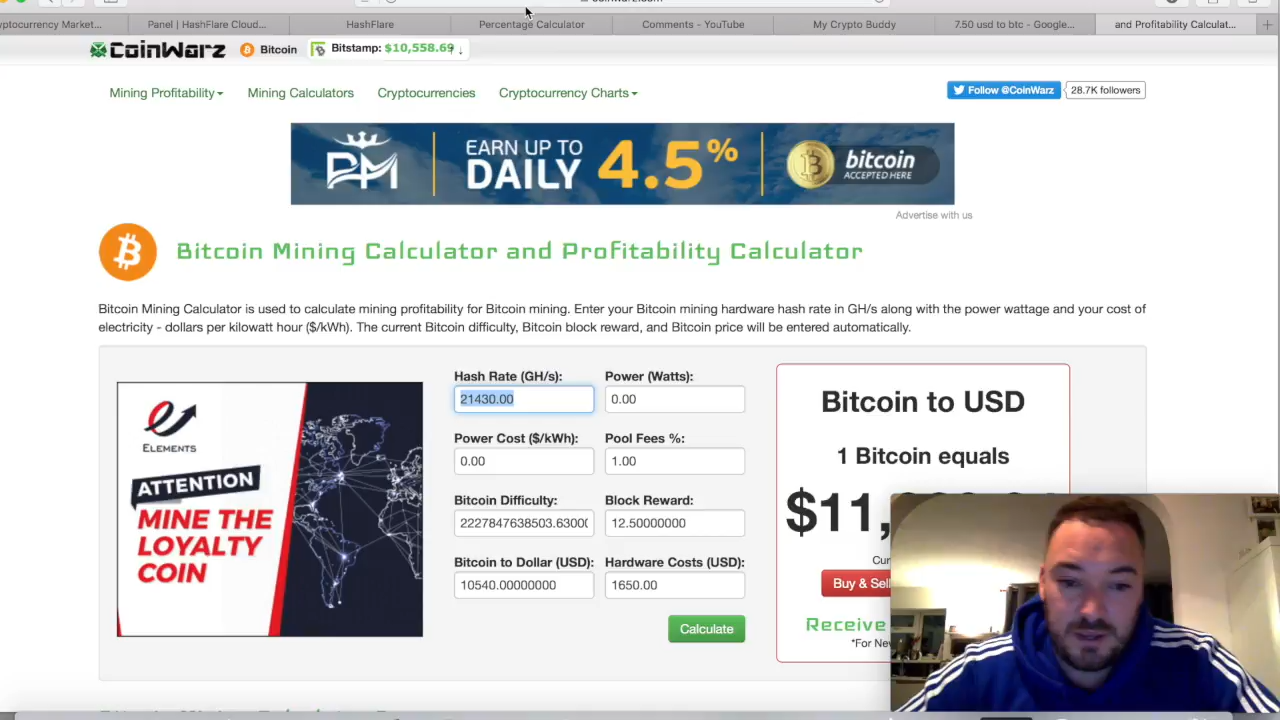 Panel | HashFlare Cloud...
HashFlare
Percentage Calculator
Comments - YouTube
My Crypto Buddy
7.50 usd to btc - Google...
and Profitability Calculat...
CoinWarz
Bitcoin
Bitstamp: $10,558.69 ↓
Mining Profitability
Mining Calculators
Cryptocurrencies
Cryptocurrency Charts
Follow @CoinWarz
28.7K followers
EARN UP TO
DAILY 4.5%
bitcoin
ACCEPTED HERE
Advertise with us
Bitcoin Mining Calculator and Profitability Calculator
Bitcoin Mining Calculator is used to calculate mining profitability for Bitcoin mining. Enter your Bitcoin mining hardware hash rate in GH/s along with the power wattage and your cost of
electricity - dollars per kilowatt hour ($/kWh). The current Bitcoin difficulty, Bitcoin block reward, and Bitcoin price will be entered automatically.
ELEMENTS
ATTENTION
MINE THE
LOYALTY
COIN
Hash Rate (GH/s):
21430.00
Power (Watts):
0.00
Power Cost ($/kWh):
0.00
Pool Fees %:
1.00
Bitcoin Difficulty:
2227847638503.6300(
Block Reward:
12.50000000
Bitcoin to Dollar (USD):
10540.00000000
Hardware Costs (USD):
1650.00
Calculate
Bitcoin to USD
1 Bitcoin equals
$11,
Buy & Sell
Receive
*For New